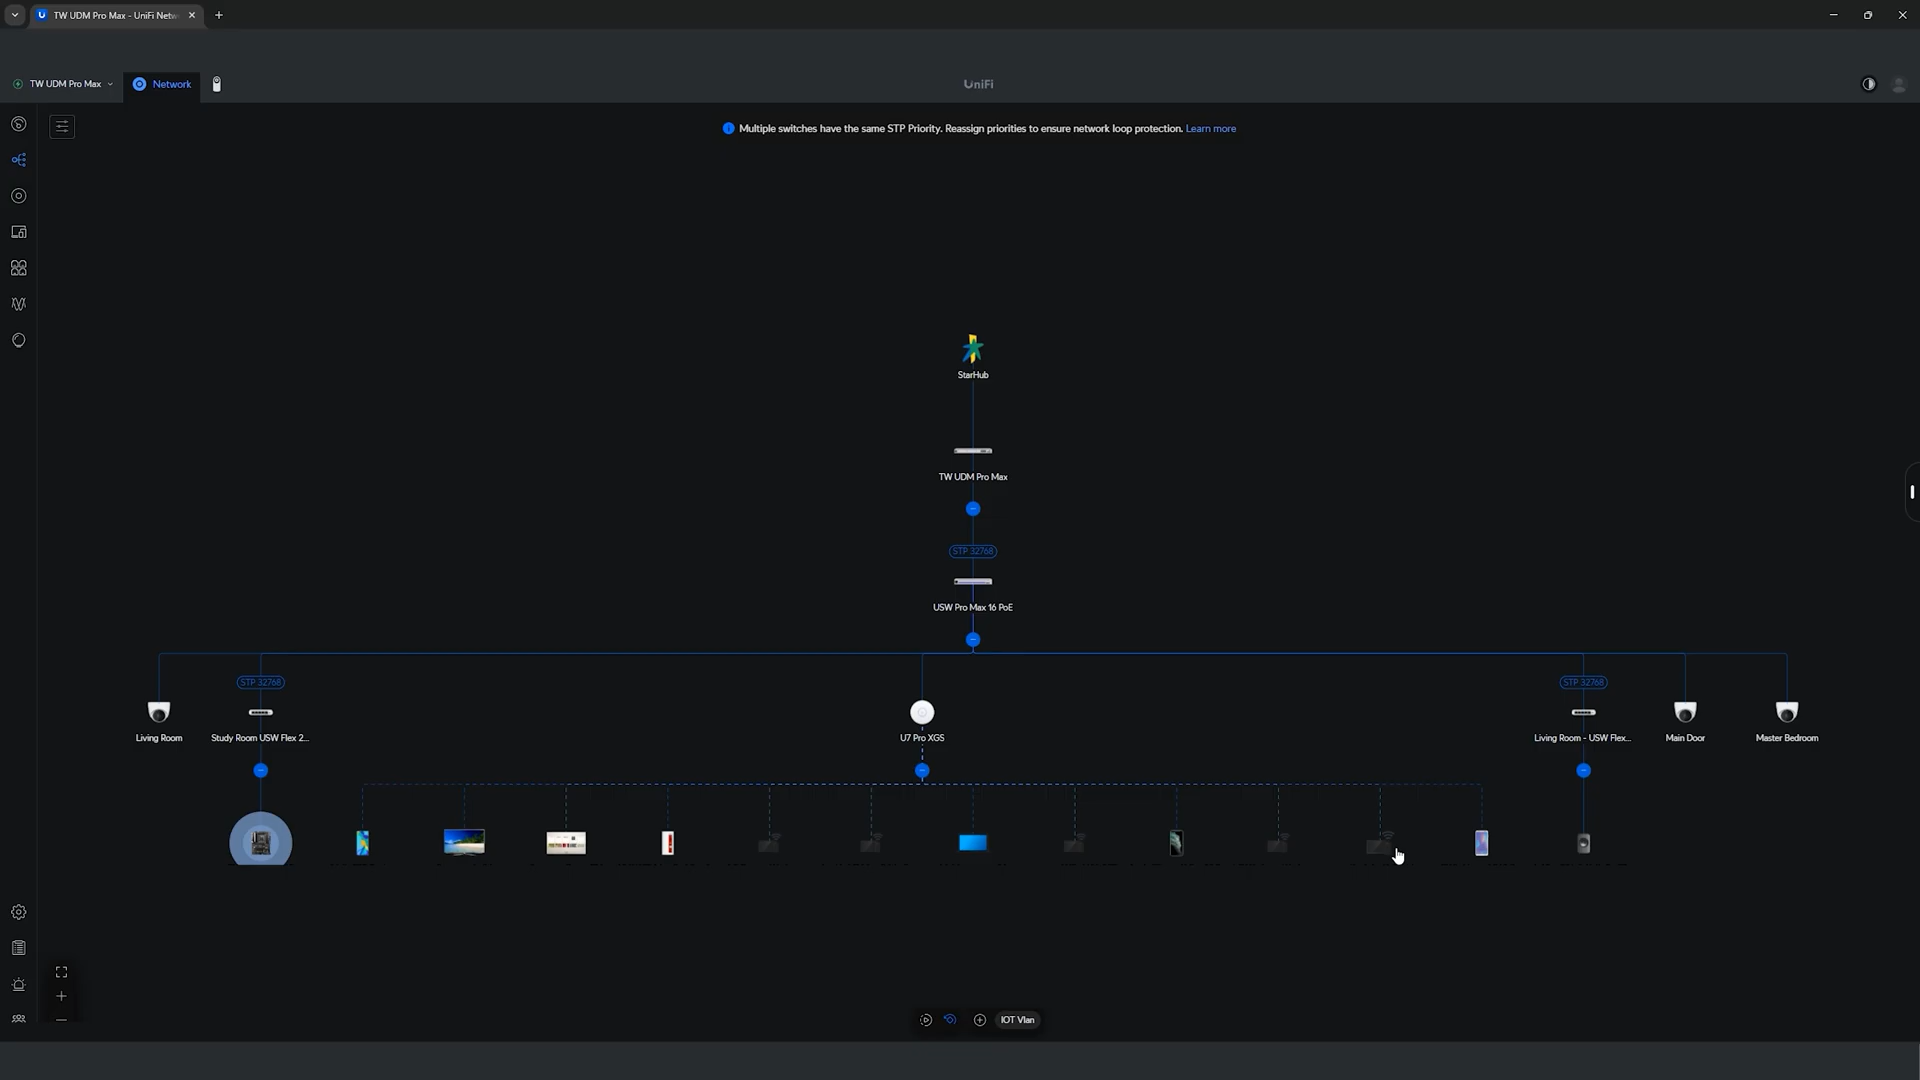 TW UDM Pro Max - UniFi Netw
TW UDM Pro Max
Network
UniFi
Multiple switches have the same STP Priority. Reassign priorities to ensure network loop protection. Learn more
StarHub
TW UDM Pro Max
STP 32768
USW Pro Max 16 PoE
STP 32768
STP 32768
Living Room
Study Room USW Flex 2...
U7 Pro XGS
Living Room - USW Flex...
Main Door
Master Bedroom
IOT Vlan